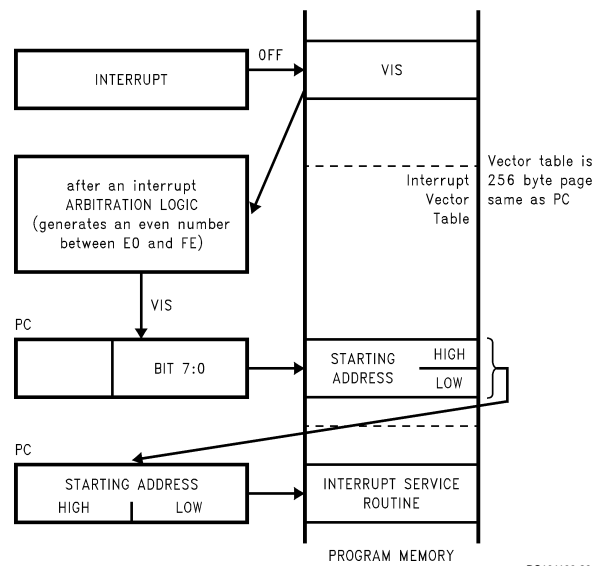 OFF
INTERRUPT
VIS
Vector table is
256 byte page
same as PC
Interrupt
Vector
Table
after an interrupt
ARBITRATION LOGIC
(generates an even number
between E0 and FE)
VIS
PC
BIT 7:0
STARTING
ADDRESS
HIGH
LOW
PC
STARTING ADDRESS
HIGH
LOW
INTERRUPT SERVICE
ROUTINE
PROGRAM MEMORY